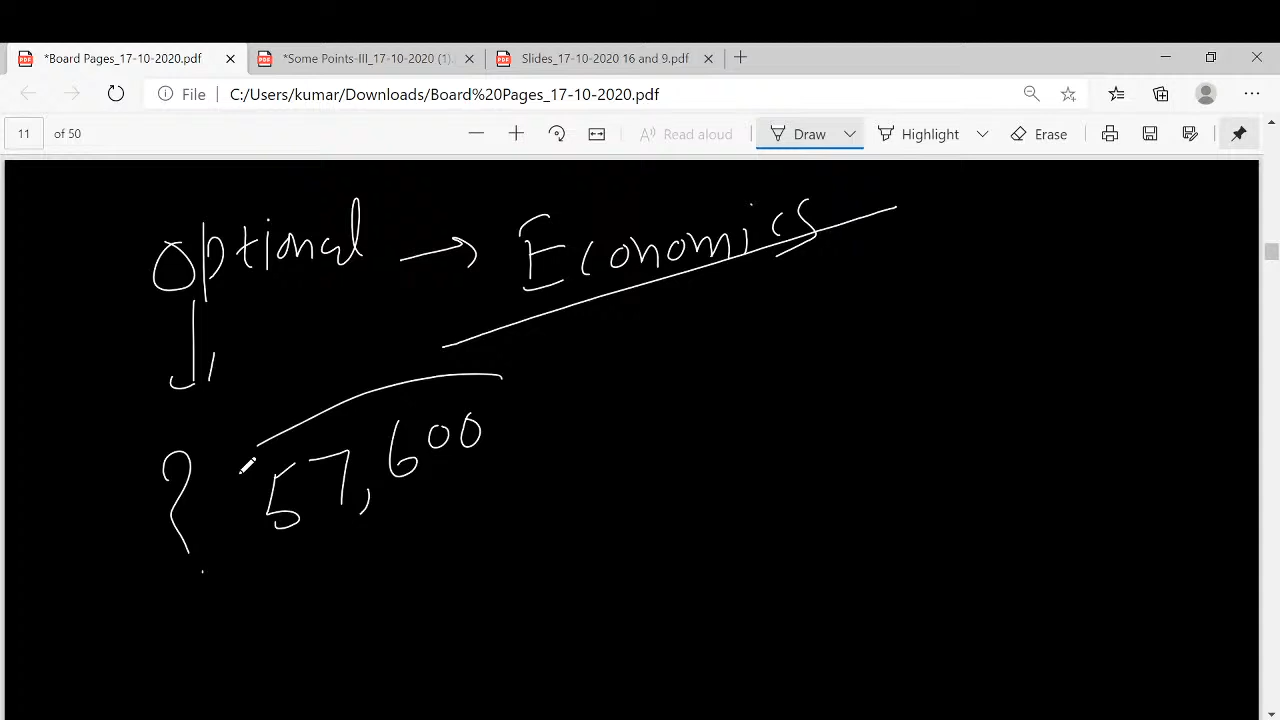 *Board Pages_17-10-2020.pdf
*Some Points-III_17-10-2020 (1).
Slides_17-10-2020 16 and 9.pdf
File C:/Users/kumar/Downloads/Board%20Pages_17-10-2020.pdf
11 of 50 Read aloud Draw Highlight Erase
Optional → Economics
? 57,600